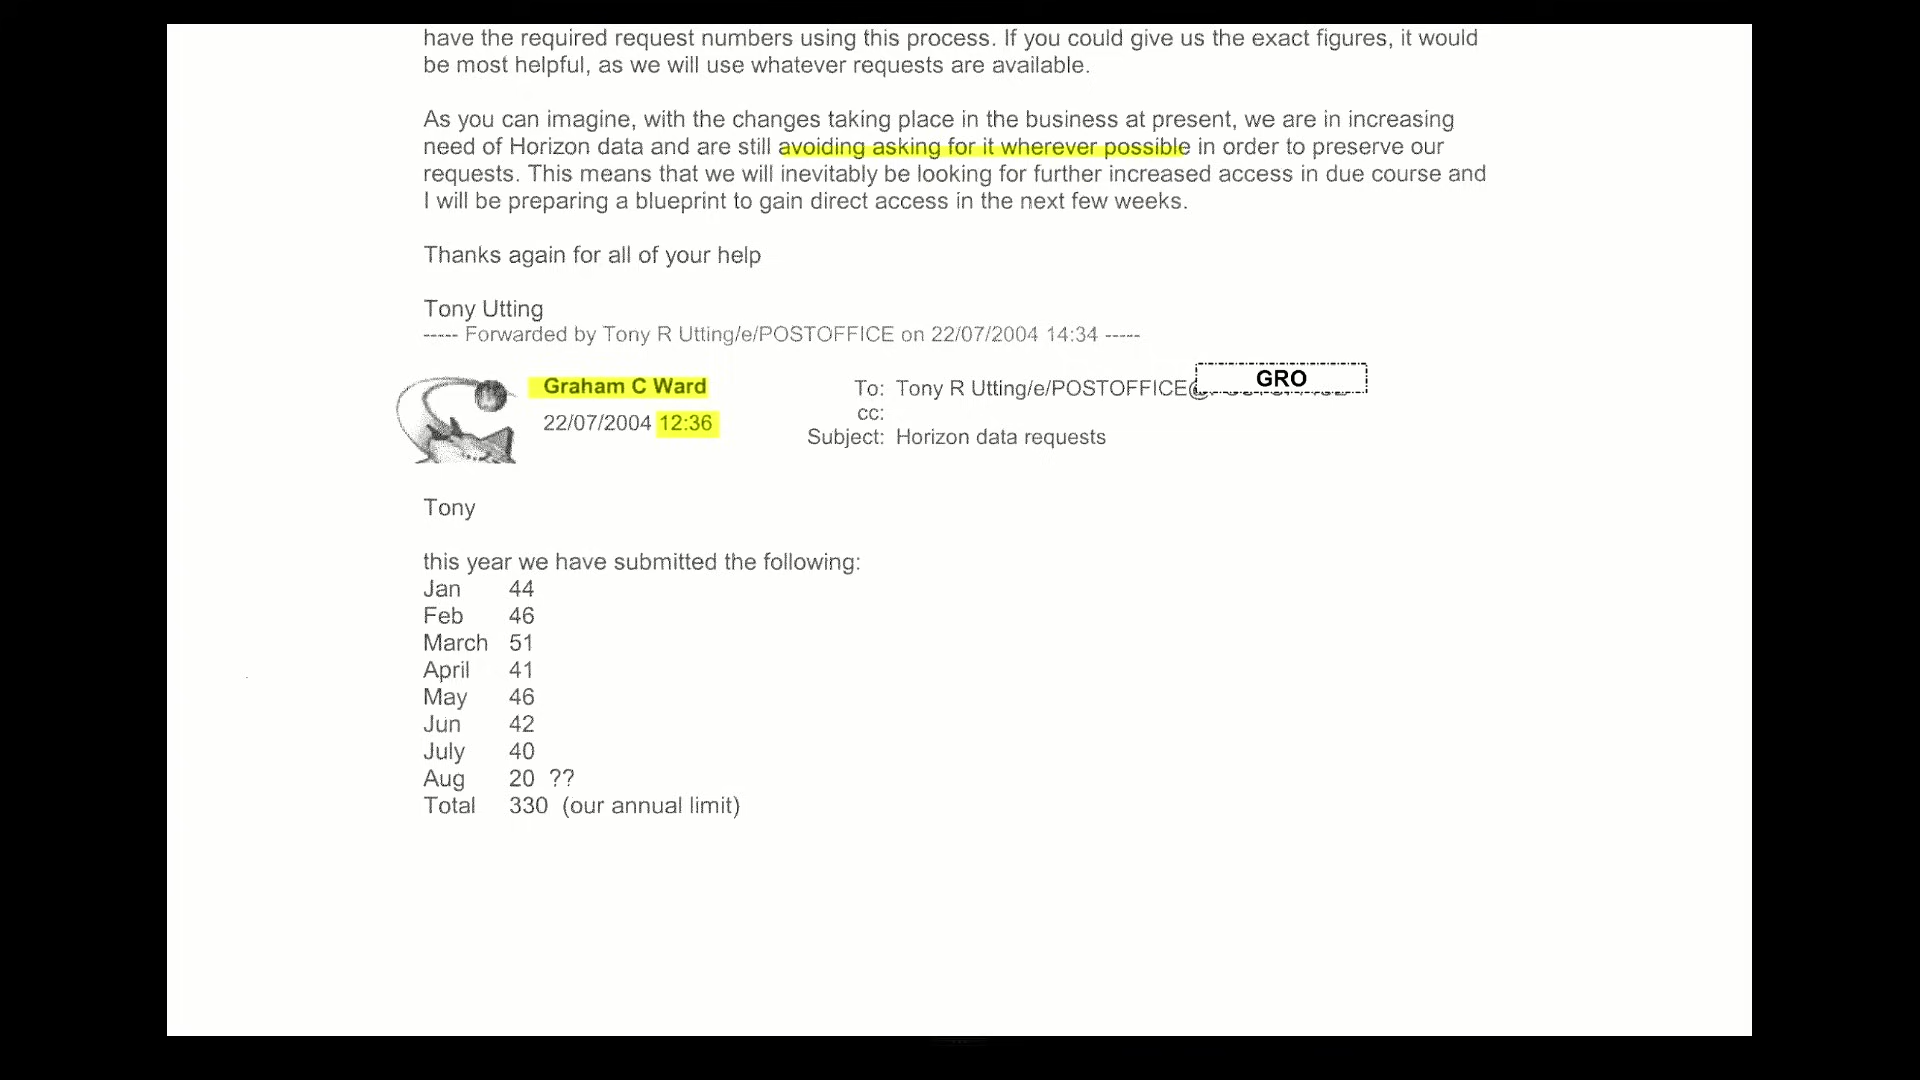 have the required request numbers using this process. If you could give us the exact figures, it would
be most helpful, as we will use whatever requests are available.
As you can imagine, with the changes taking place in the business at present, we are in increasing
need of Horizon data and are still avoiding asking for it wherever possible in order to preserve our
requests. This means that we will inevitably be looking for further increased access in due course and
I will be preparing a blueprint to gain direct access in the next few weeks.
Thanks again for all of your help
Tony Utting
----- Forwarded by Tony R Utting/e/POSTOFFICE on 22/07/2004 14:34 -----
Graham C Ward
22/07/2004 12:36
To: Tony R Utting/e/POSTOFFICE@ GRO
cc:
Subject: Horizon data requests
Tony
this year we have submitted the following:
Jan 44
Feb 46
March 51
April 41
May 46
Jun 42
July 40
Aug 20 ??
Total 330 (our annual limit)